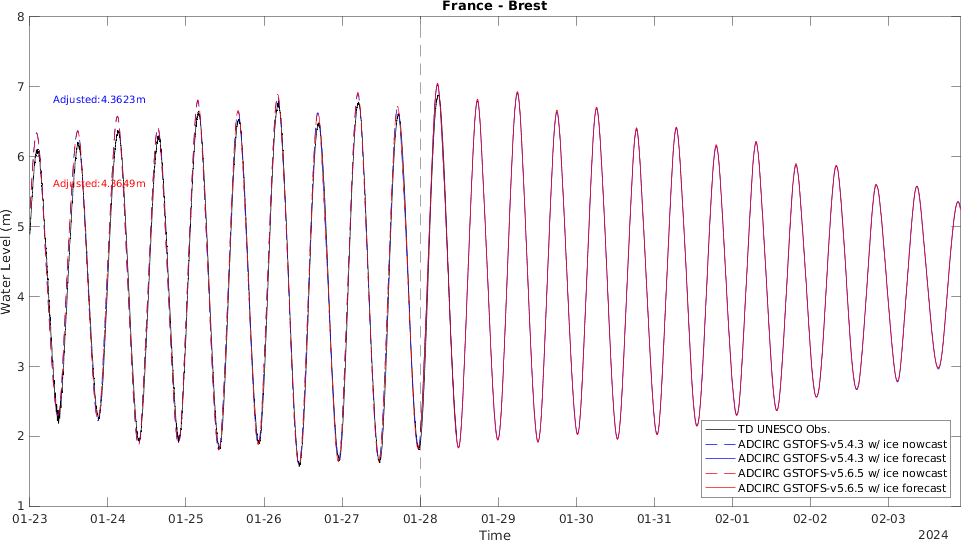 France - Brest
8
7
6
5
4
3
2
1
Water Level (m)
Adjusted:4.3623m
Adjusted:4.3649m
TD UNESCO Obs.
ADCIRC GSTOFS-v5.4.3 w/ ice nowcast
ADCIRC GSTOFS-v5.4.3 w/ ice forecast
ADCIRC GSTOFS-v5.6.5 w/ ice nowcast
ADCIRC GSTOFS-v5.6.5 w/ ice forecast
01-23 01-24 01-25 01-26 01-27 01-28 01-29 01-30 01-31 02-01 02-02 02-03
Time
2024